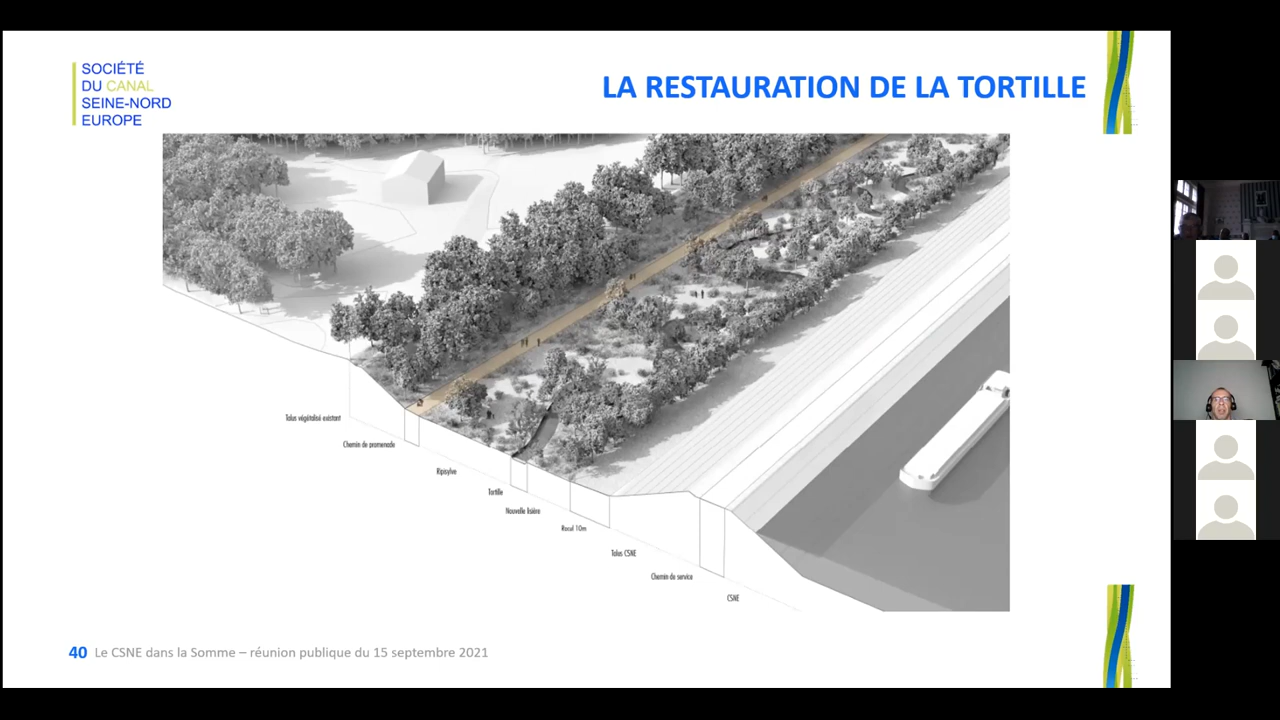 SOCIÉTÉ
DU CANAL
SEINE-NORD
EUROPE
LA RESTAURATION DE LA TORTILLE
Talus végétalisé existant
Chemin de promenade
Ripisylve
Tortille
Nouvelle lisière
Recul 10m
Talus CSNE
Chemin de service
CSNE
40 Le CSNE dans la Somme – réunion publique du 15 septembre 2021